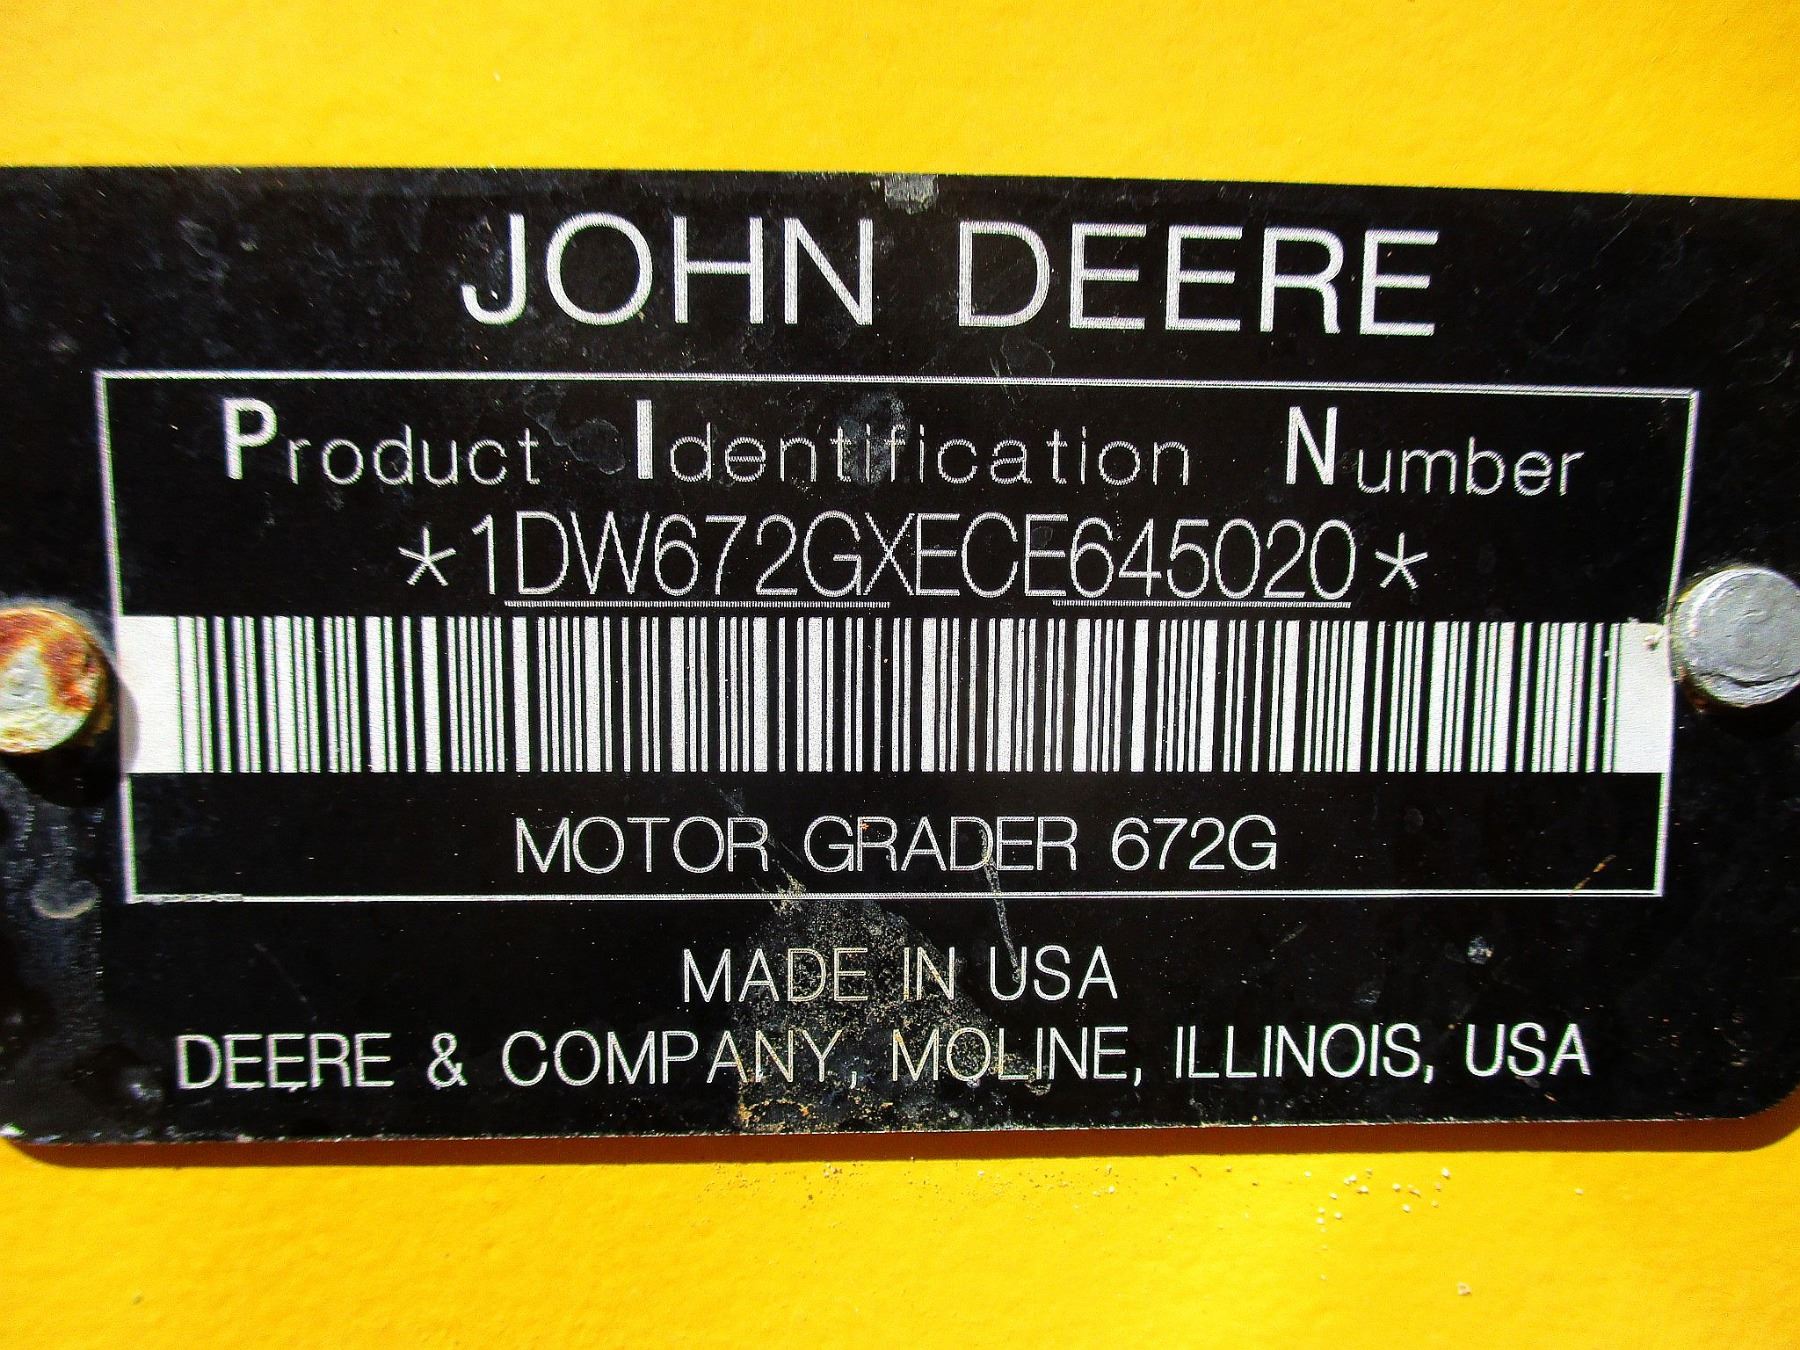 JOHN DEERE
Product Identification Number
*1DW672GXECE645020*
MOTOR GRADER 672G
MADE IN USA
DEERE & COMPANY, MOLINE, ILLINOIS, USA